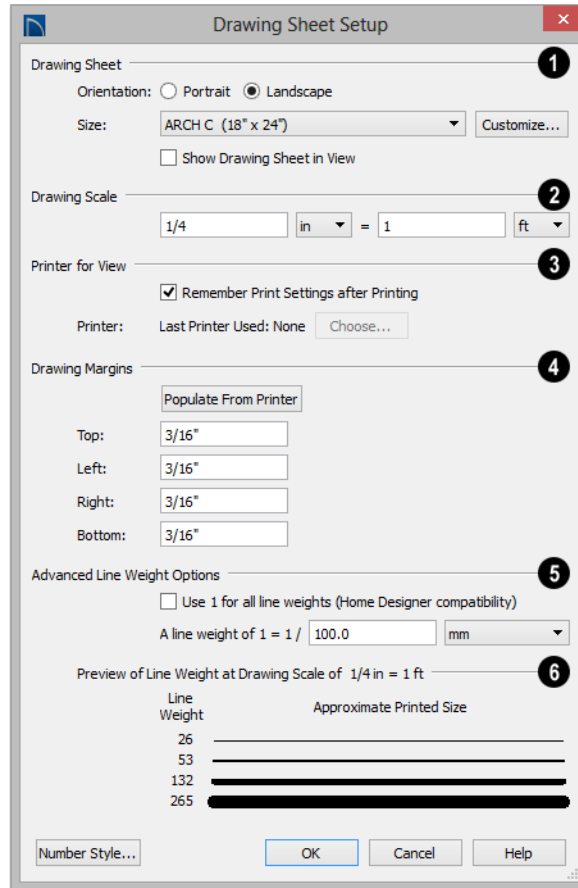 Drawing Sheet Setup
×
Drawing Sheet 1
Orientation: Portrait Landscape
Size: ARCH C (18" x 24") Customize...
Show Drawing Sheet in View
Drawing Scale 2
1/4 in = 1 ft
Printer for View 3
Remember Print Settings after Printing
Printer: Last Printer Used: None Choose...
Drawing Margins 4
Populate From Printer
Top: 3/16"
Left: 3/16"
Right: 3/16"
Bottom: 3/16"
Advanced Line Weight Options 5
Use 1 for all line weights (Home Designer compatibility)
A line weight of 1 = 1 / 100.0 mm
Preview of Line Weight at Drawing Scale of 1/4 in = 1 ft 6
Line
Weight
Approximate Printed Size
26
53
132
265
Number Style... OK Cancel Help